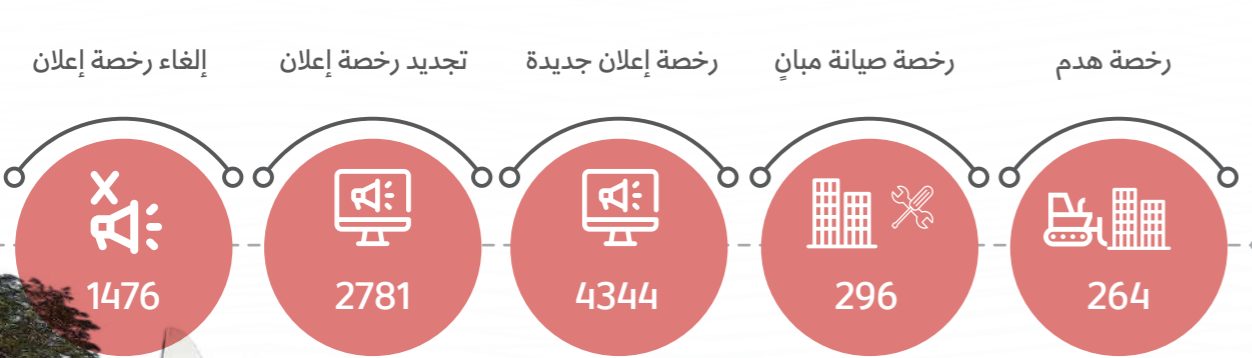 رخصة هدم
رخصة صيانة مبانٍ
رخصة إعلان جديدة
تجديد رخصة إعلان
إلغاء رخصة إعلان
264
296
4344
2781
1476